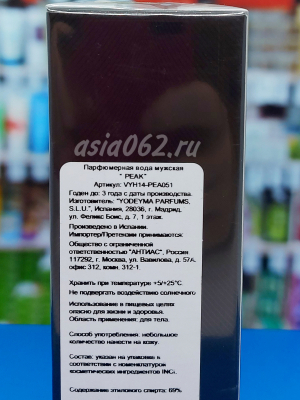 asia062.ru
Парфюмерная вода мужская
" PEAK"
Артикул: VYH14-PEA051
Годен до: 3 года с даты производства.
Изготовитель: "YODEYMA PARFUMS,
S.L.U.", Испания, 28036, г. Мадрид,
ул. Феликс Боис, д. 7, 1 этаж.
Произведено в Испании.
Импортер/Претензии принимаются:
Общество с ограниченной
ответственностью "АНТИАС", Россия
117292, г. Москва, ул. Вавилова, д. 57А,
офис 312, комн. 312-1.
Хранить при температуре +5/+25°C
Не подвергать воздействию солнечного
Использование в пищевых целях
опасно для жизни и здоровья.
Область применения: для тела.
Способ употребления: небольшое
количество нанести на кожу.
Состав: указан на упаковке в
соответствии с номенклатурой
косметических ингредиентов INCI.
Содержание этилового спирта: 69%